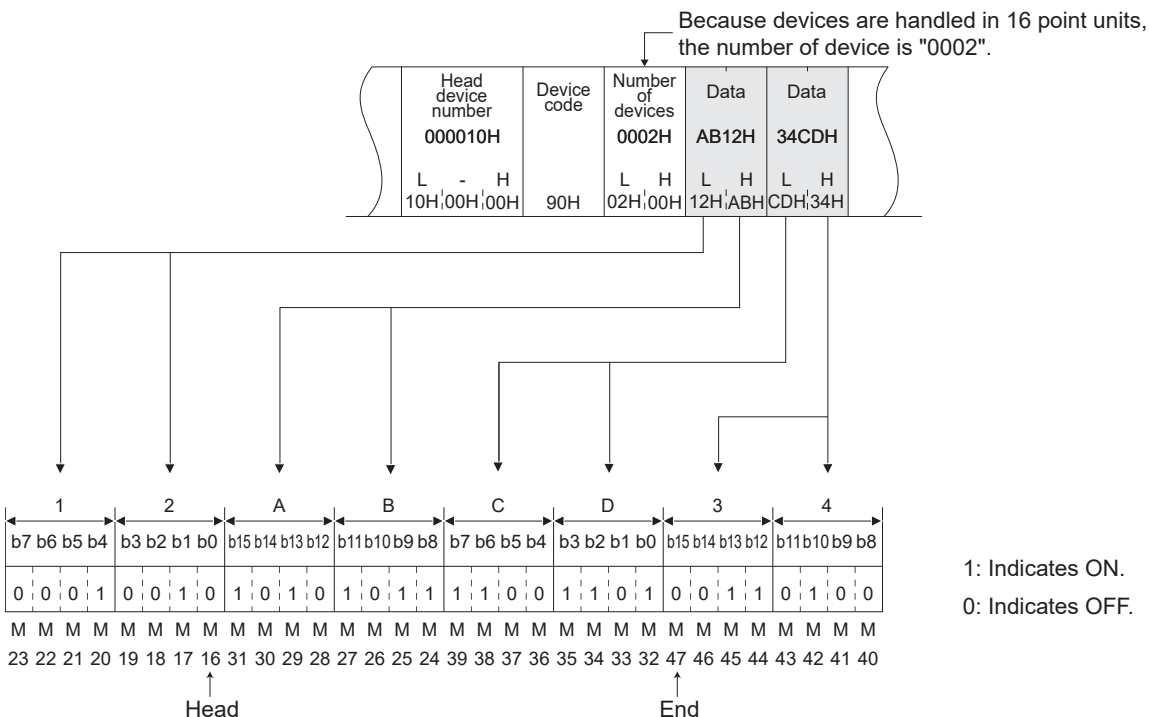 Because devices are handled in 16 point units,
the number of device is "0002".
Head device number
Device code
Number of devices
Data
Data
000010H
0002H
AB12H
34CDH
L - H
L H
L H
L H
10H 00H 00H
90H
02H 00H
12H ABH
CDH 34H
1 2 A B C D 3 4
b7 b6 b5 b4 b3 b2 b1 b0 b15 b14 b13 b12 b11 b10 b9 b8 b7 b6 b5 b4 b3 b2 b1 b0 b15 b14 b13 b12 b11 b10 b9 b8
0 0 0 1 0 0 1 0 1 0 1 0 1 0 1 1 1 1 0 0 1 1 0 1 0 0 1 1 0 1 0 0
M M M M M M M M M M M M M M M M M M M M M M M M M M M M M M M M
23 22 21 20 19 18 17 16 31 30 29 28 27 26 25 24 39 38 37 36 35 34 33 32 47 46 45 44 43 42 41 40
Head
End
1: Indicates ON.
0: Indicates OFF.